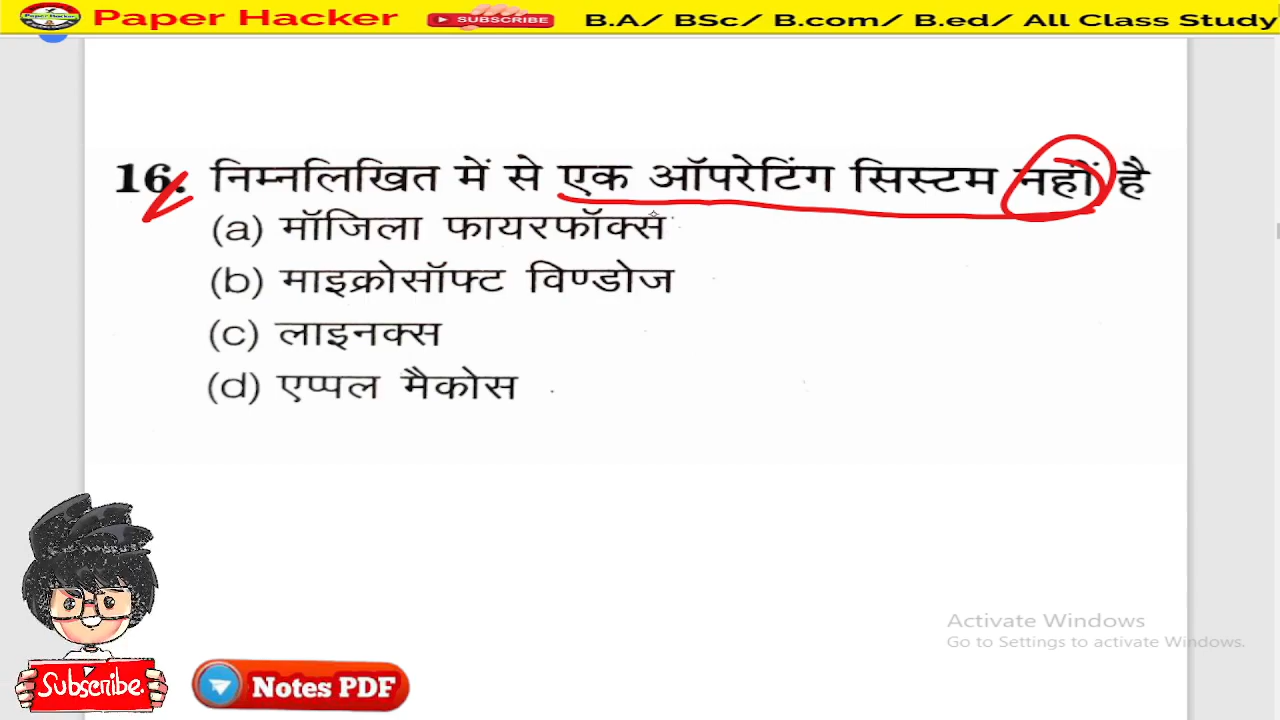 Paper Hacker SUBSCRIBE B.A/ BSc/ B.com/ B.ed/ All Class Study
16. निम्नलिखित में से एक ऑपरेटिंग सिस्टम नहीं है
(a) मॉजिला फायरफॉक्स
(b) माइक्रोसॉफ्ट विण्डोज
(c) लाइनक्स
(d) एप्पल मैकोस
Activate Windows
Go to Settings to activate Windows.
Subscribe.
Notes PDF